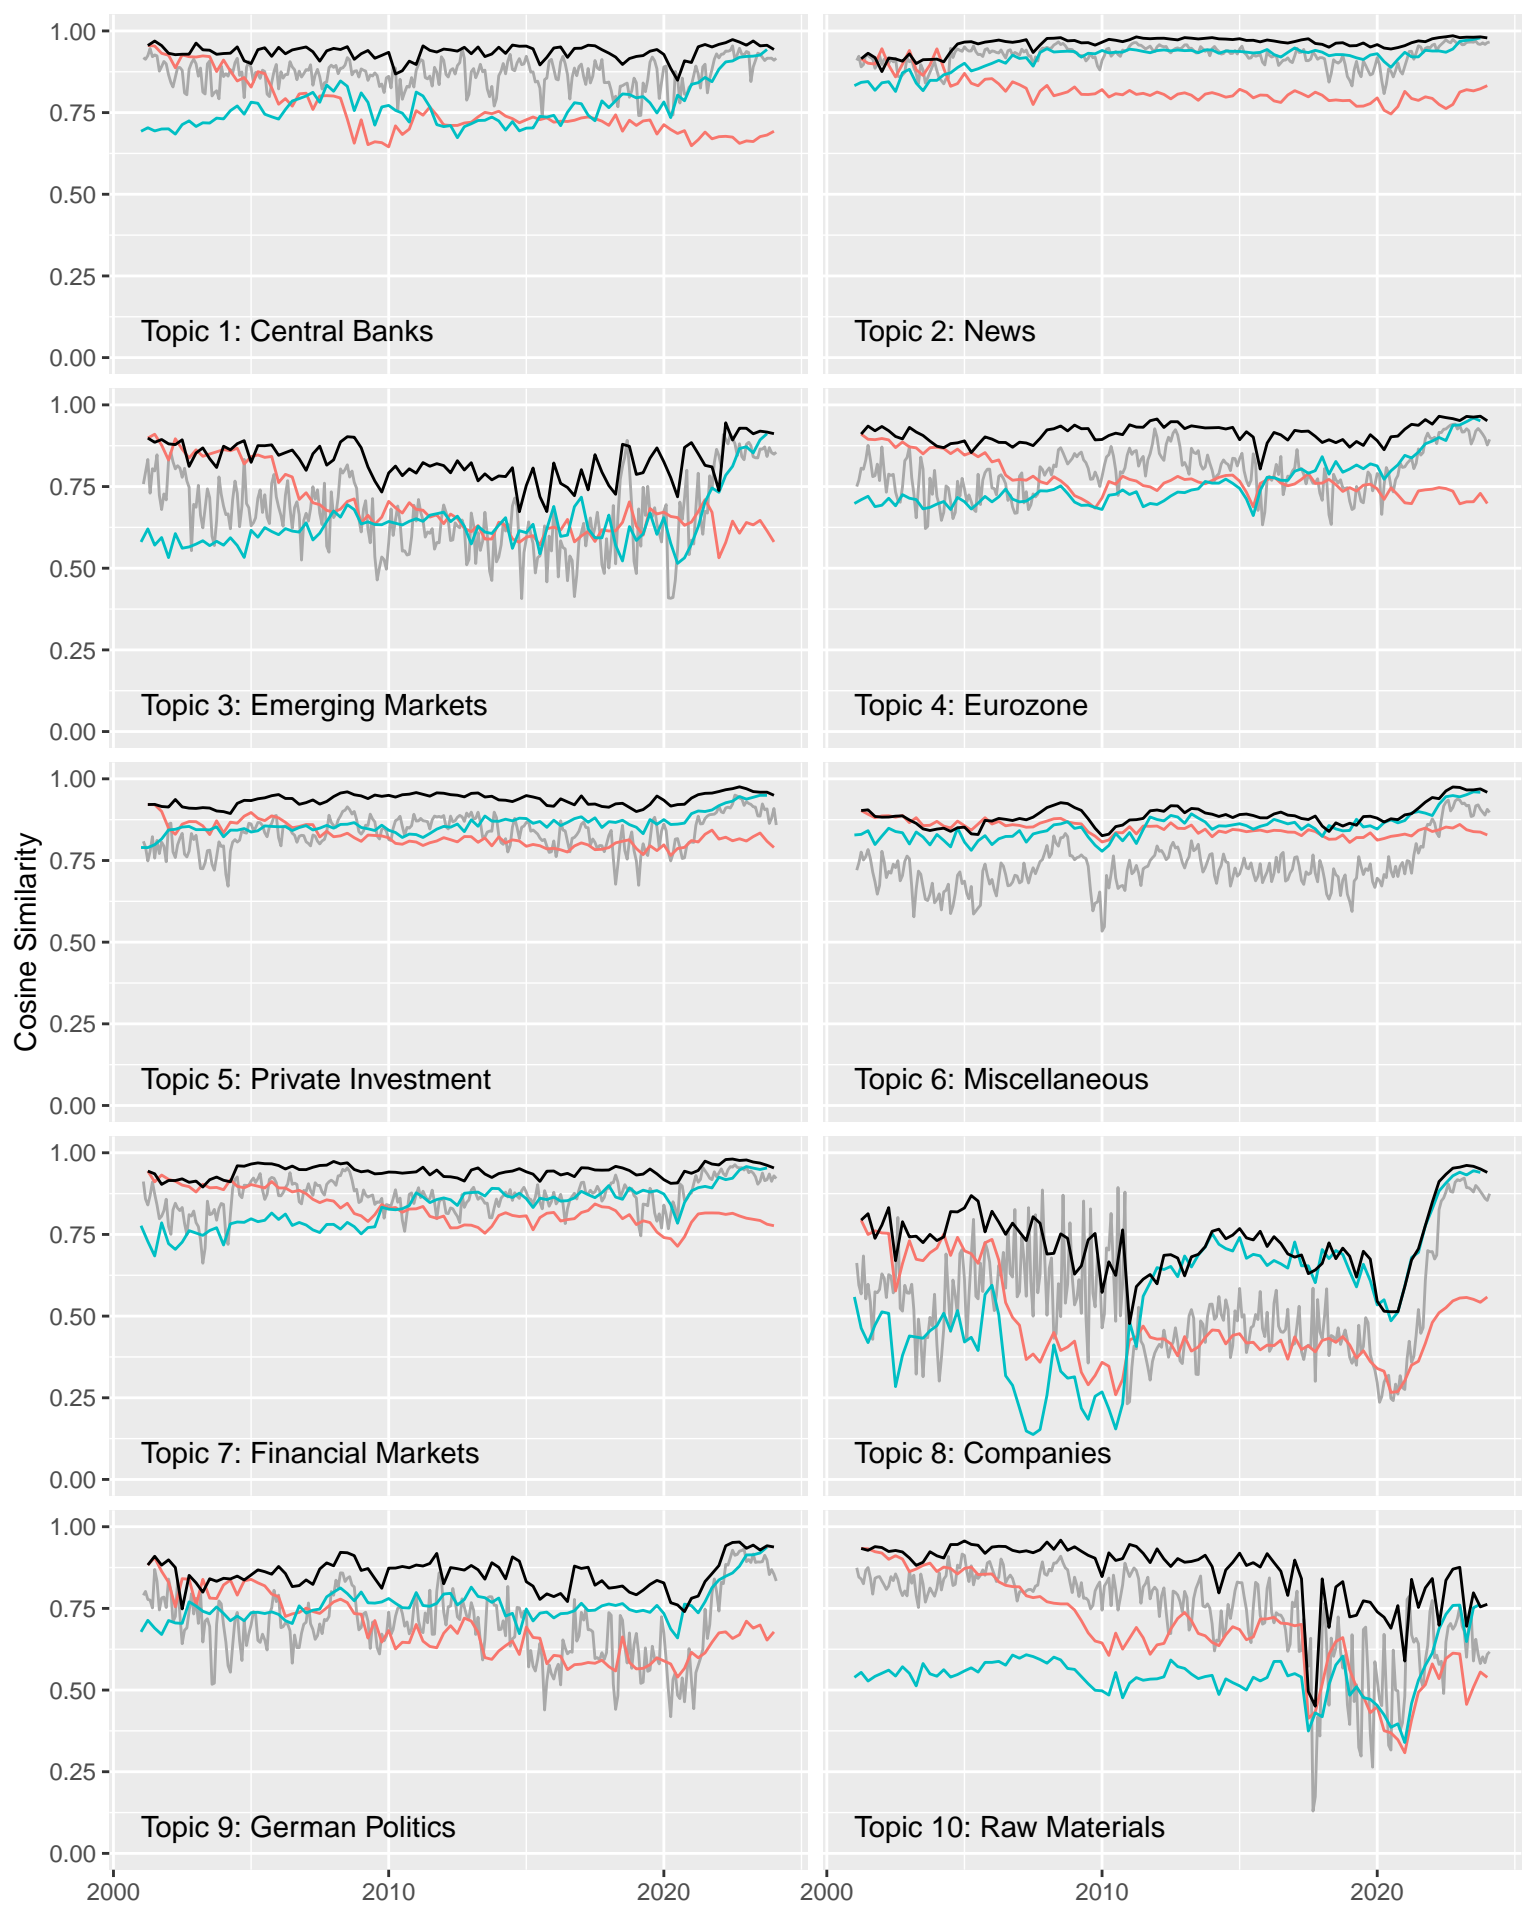 Cosine Similarity
1.00
0.75
0.50
0.25
0.00
Topic 1: Central Banks
Topic 2: News
1.00
0.75
0.50
0.25
0.00
Topic 3: Emerging Markets
Topic 4: Eurozone
1.00
0.75
0.50
0.25
0.00
Topic 5: Private Investment
Topic 6: Miscellaneous
1.00
0.75
0.50
0.25
0.00
Topic 7: Financial Markets
Topic 8: Companies
1.00
0.75
0.50
0.25
0.00
Topic 9: German Politics
Topic 10: Raw Materials
2000 2010 2020
2000 2010 2020